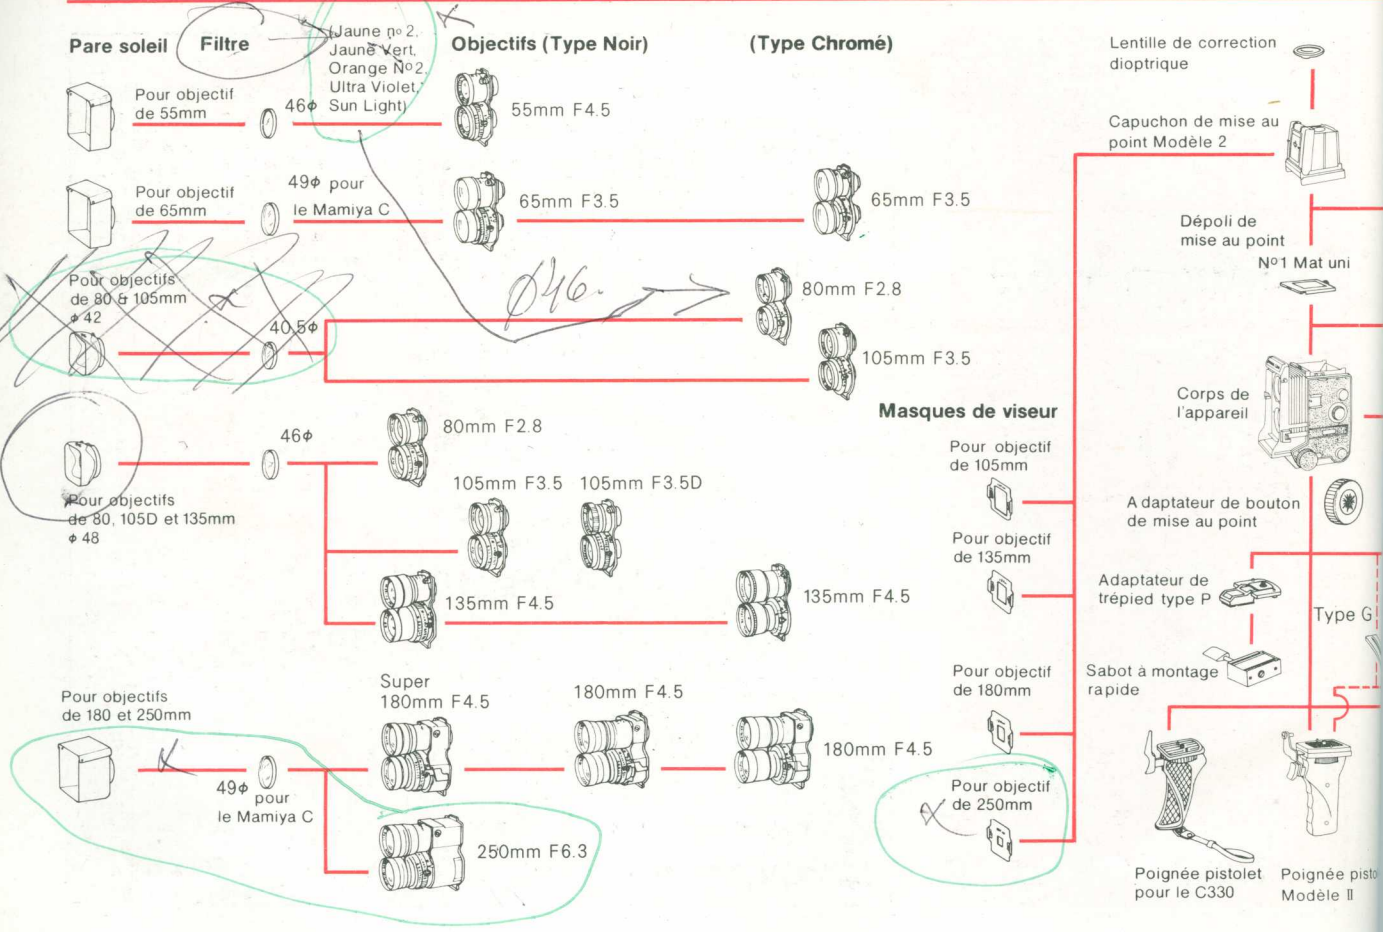 Pare soleil
Filtre
(Jaune nº 2.
Jaune Vert,
Orange Nº 2,
Ultra Violet,
Sun Light)
Objectifs (Type Noir)
(Type Chromé)
Pour objectif
de 55mm
46ϕ
55mm F4.5
Pour objectif
de 65mm
49ϕ pour
le Mamiya C
65mm F3.5
65mm F3.5
Pour objectifs
de 80 & 105mm
ϕ 42
40.5ϕ
ϕ46.
80mm F2.8
105mm F3.5
46ϕ
80mm F2.8
105mm F3.5
105mm F3.5D
Pour objectifs
de 80, 105D et 135mm
ϕ 48
135mm F4.5
135mm F4.5
Pour objectifs
de 180 et 250mm
49ϕ pour
le Mamiya C
Super
180mm F4.5
180mm F4.5
180mm F4.5
250mm F6.3
Masques de viseur
Pour objectif
de 105mm
Pour objectif
de 135mm
Pour objectif
de 180mm
Pour objectif
de 250mm
Lentille de correction
dioptrique
Capuchon de mise au
point Modèle 2
Dépoli de
mise au point
Nº1 Mat uni
Corps de
l'appareil
A daptateur de bouton
de mise au point
Adaptateur de
trépied type P
Type G
Sabot à montage
rapide
Poignée pistolet
pour le C330
Poignée pisto
Modèle II